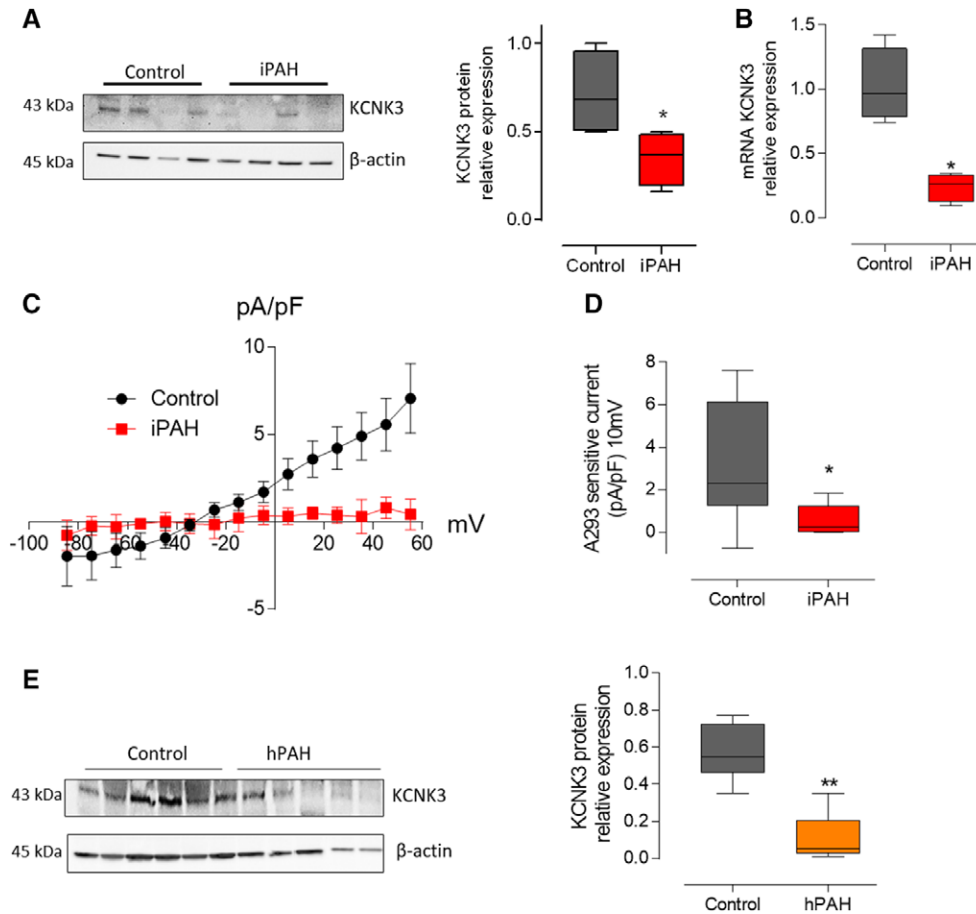 A
Control
iPAH
43 kDa
KCNK3
45 kDa
β-actin
KCNK3 protein
relative expression
1.0
0.5
0.0
*
Control
iPAH
B
mRNA KCNK3
relative expression
1.5
1.0
0.5
0.0
*
Control
iPAH
C
pA/pF
10
5
-5
Control
iPAH
-100
-80
-60
-40
-20
20
40
60
mV
D
A293 sensitive current
(pA/pF) 10mV
8
6
4
2
0
*
Control
iPAH
E
Control
hPAH
43 kDa
KCNK3
45 kDa
β-actin
KCNK3 protein
relative expression
1.0
0.8
0.6
0.4
0.2
0.0
**
Control
hPAH